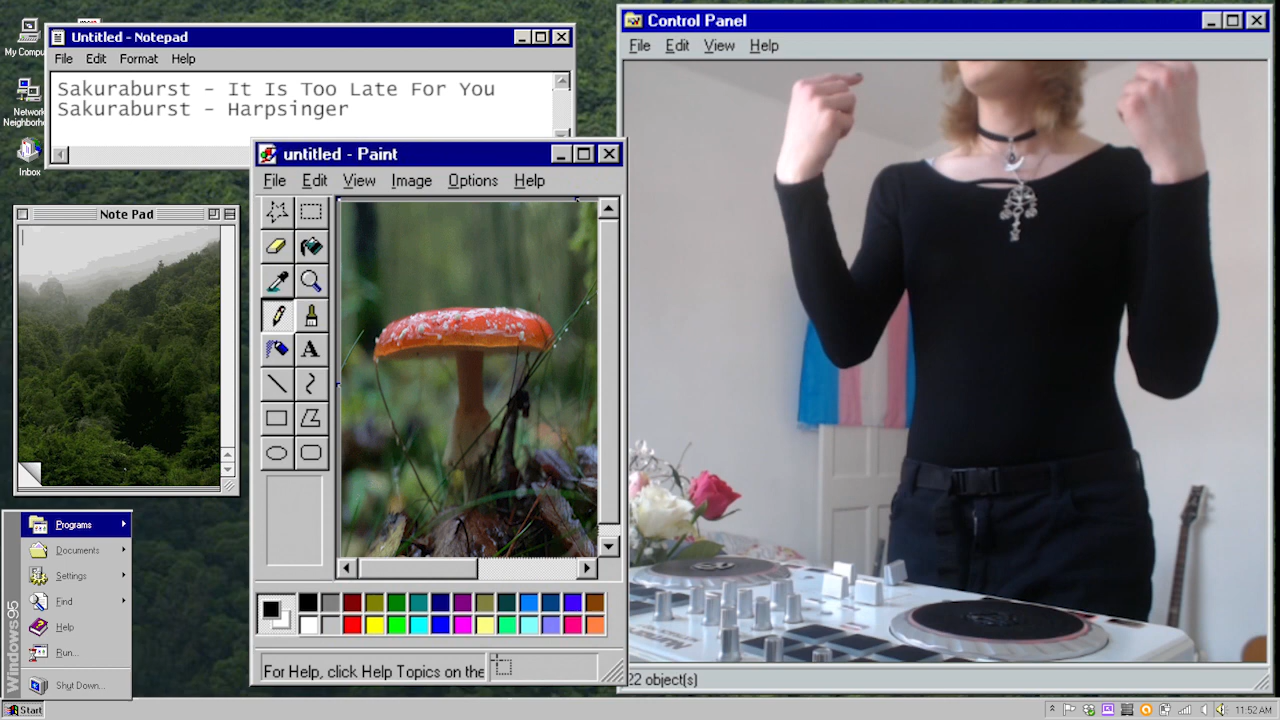 My Compu
Network
Neighborho
Inbox
Untitled - Notepad
File Edit Format Help
Sakuraburst - It Is Too Late For You
Sakuraburst - Harpsinger
Note Pad
untitled - Paint
File Edit View Image Options Help
A
For Help, click Help Topics on the
Control Panel
File Edit View Help
22 object(s)
Programs
Documents
Settings
Find
Help
Run...
Shut Down...
Windows95
Start
11:52 AM